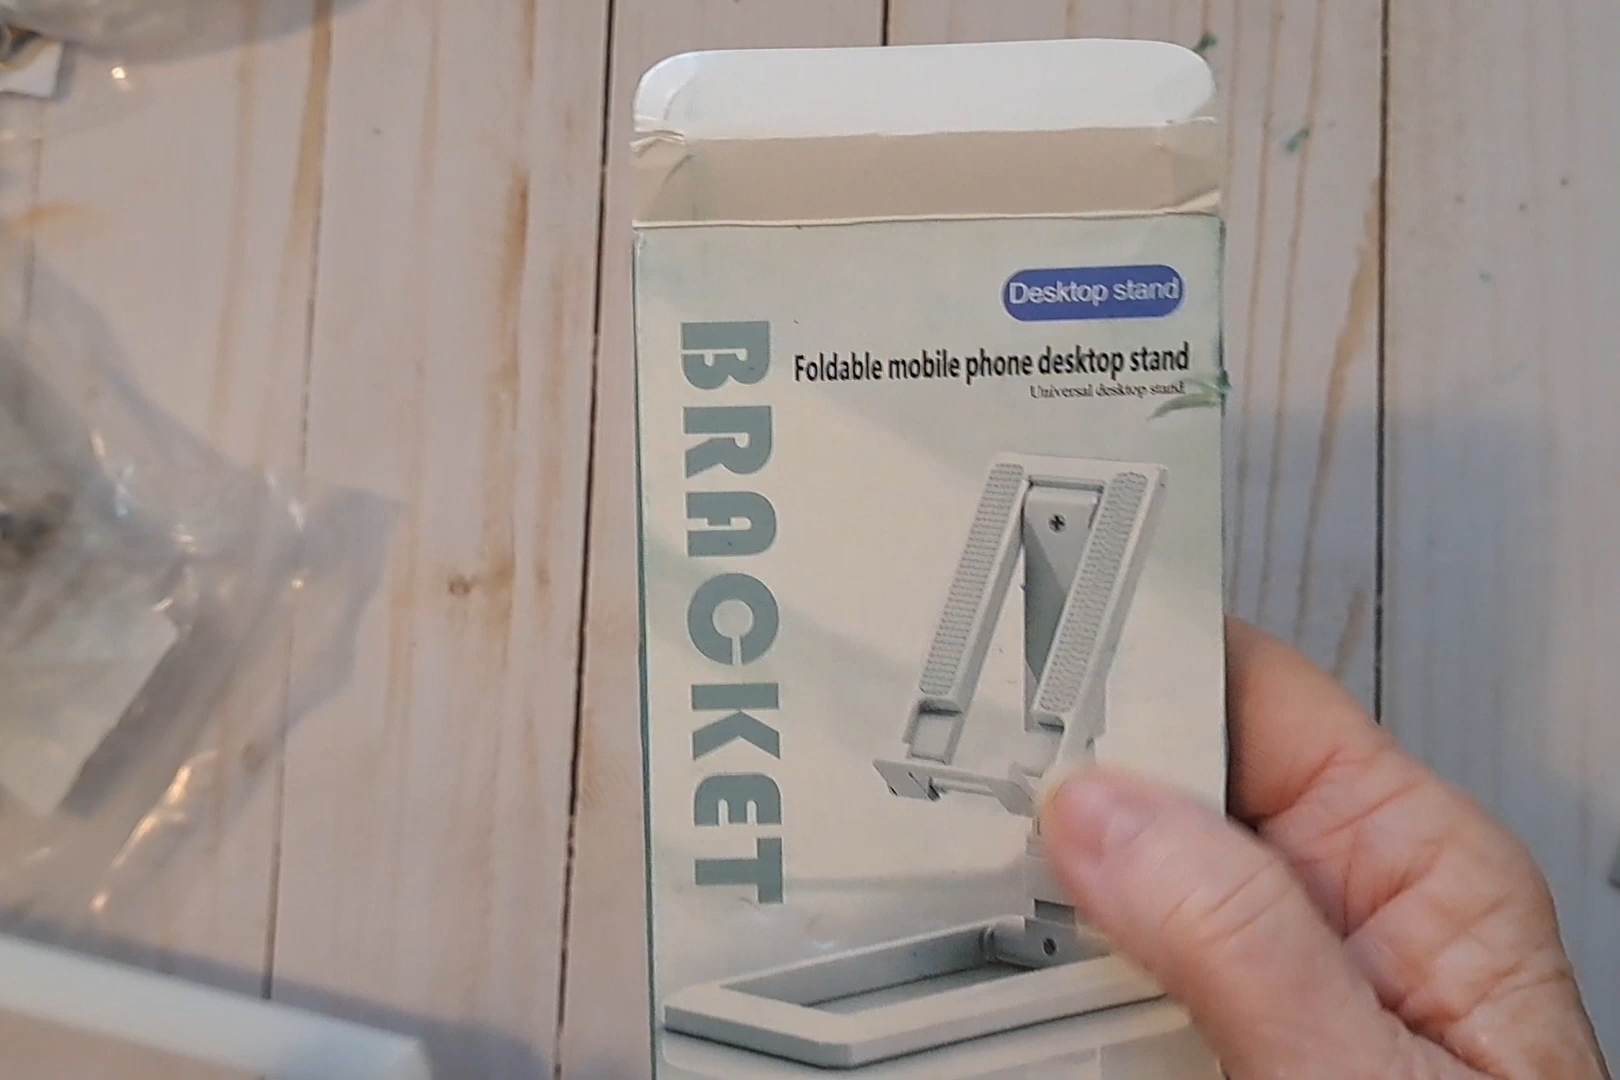 Desktop stand
Foldable mobile phone desktop stand
Universal desktop stand
BRACKET